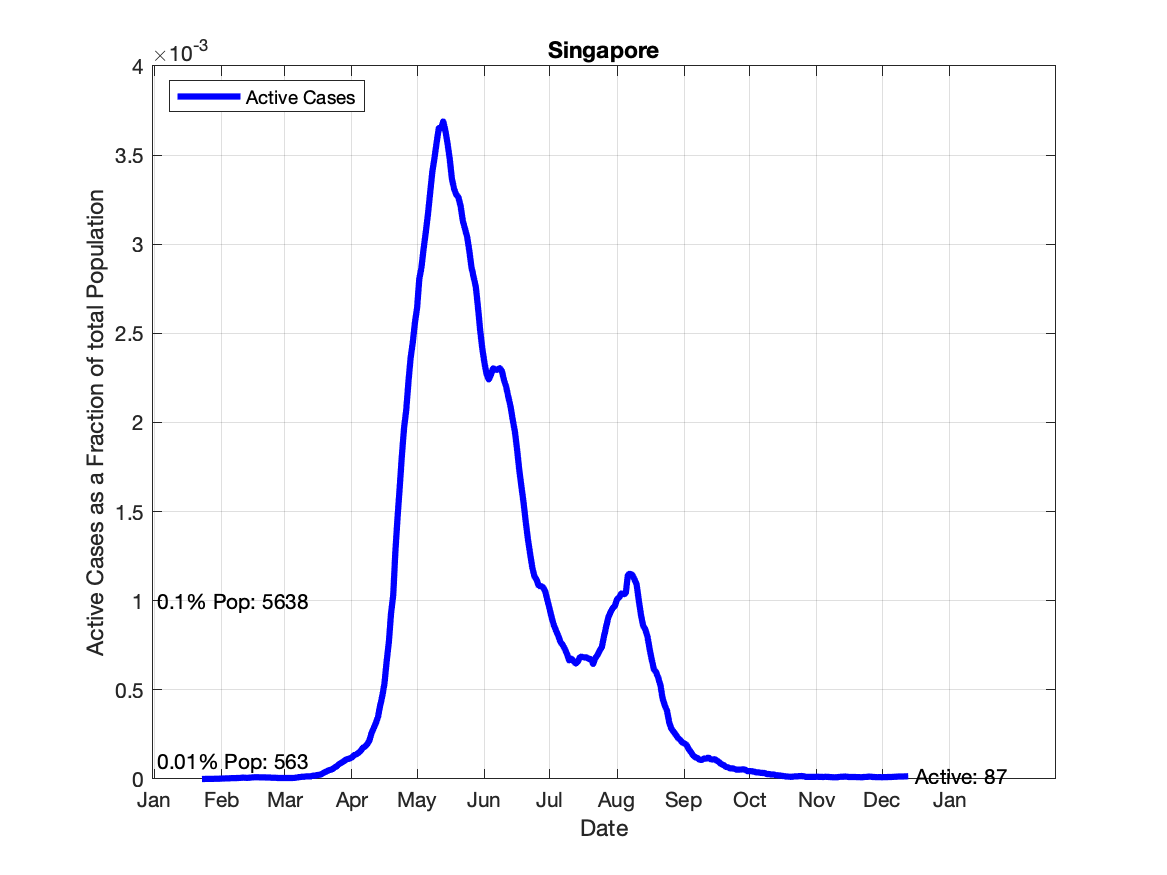 Singapore
×10-3
Active Cases
4
3.5
3
2.5
2
1.5
1
0.5
0
Active Cases as a Fraction of total Population
0.1% Pop: 5638
0.01% Pop: 563
Active: 87
Jan Feb Mar Apr May Jun Jul Aug Sep Oct Nov Dec Jan
Date